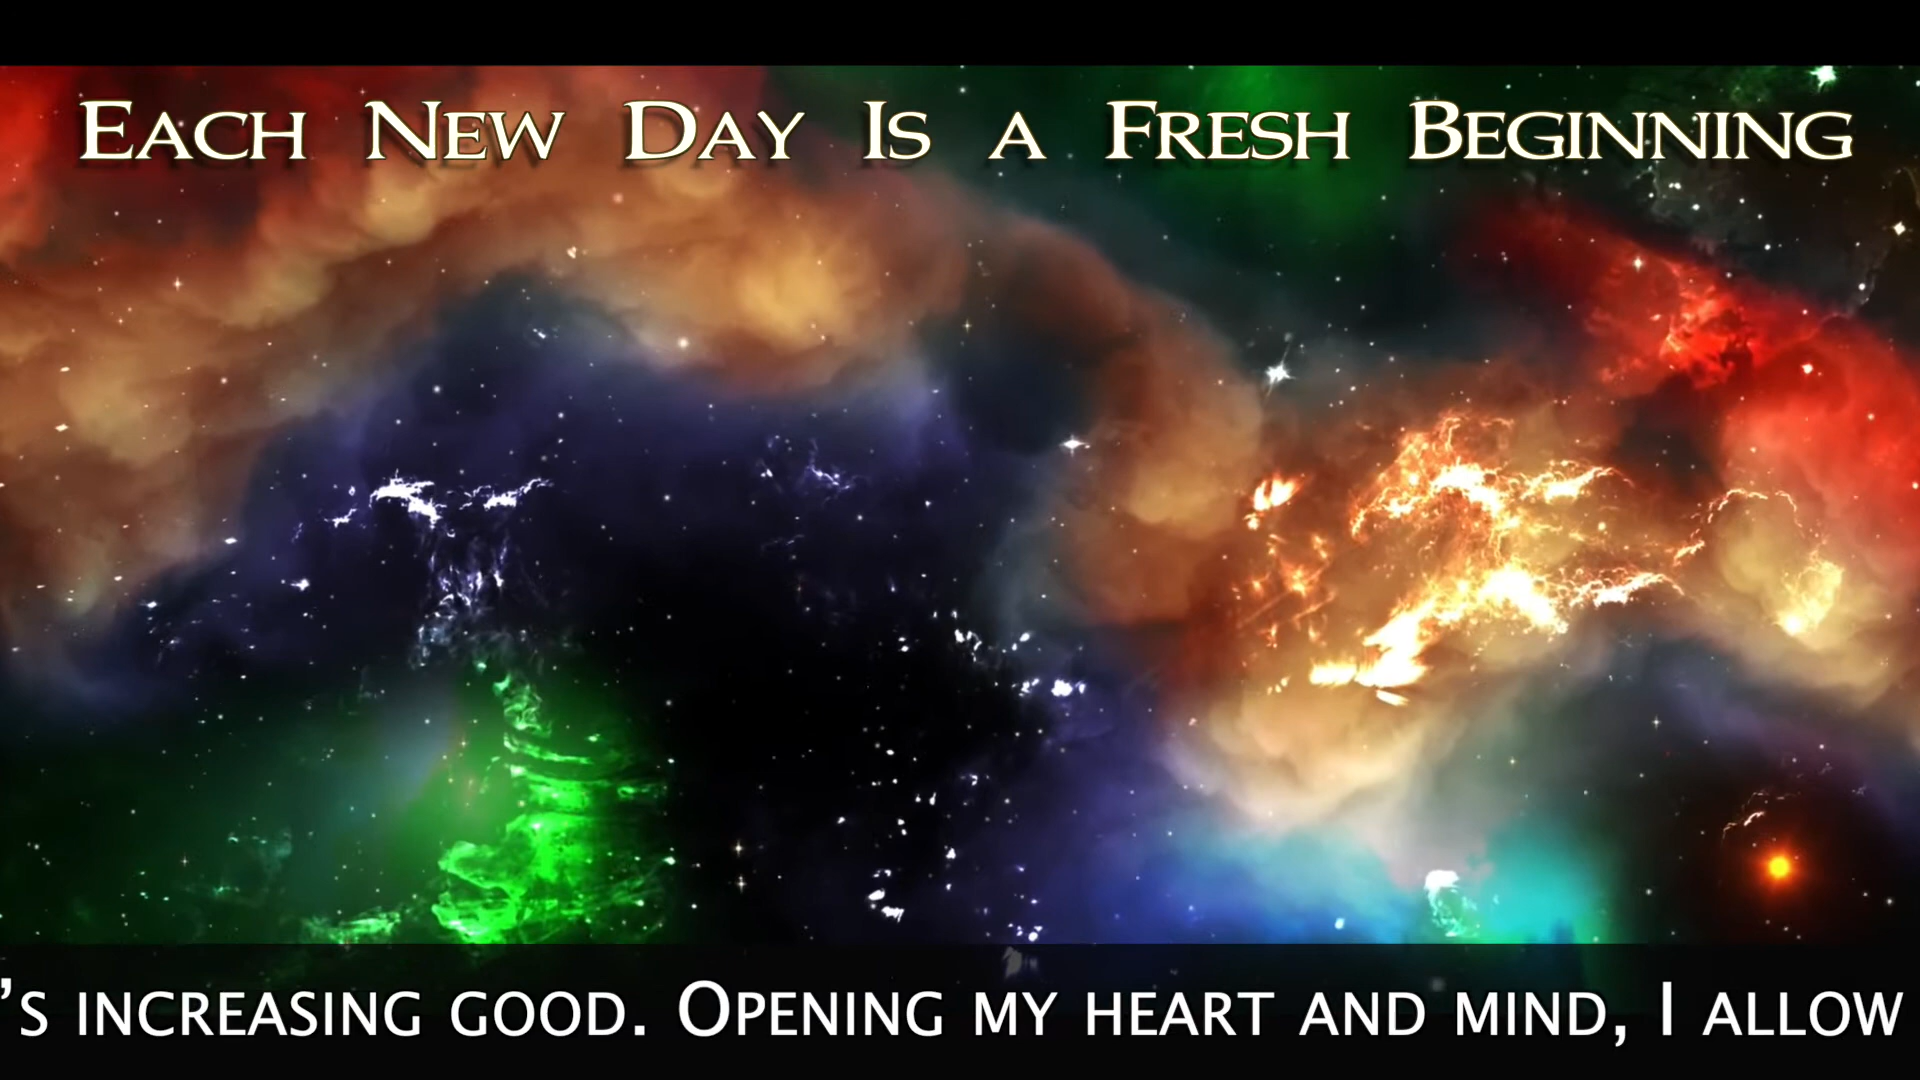 Each New Day Is a Fresh Beginning
’s increasing good. Opening my heart and mind, I allow